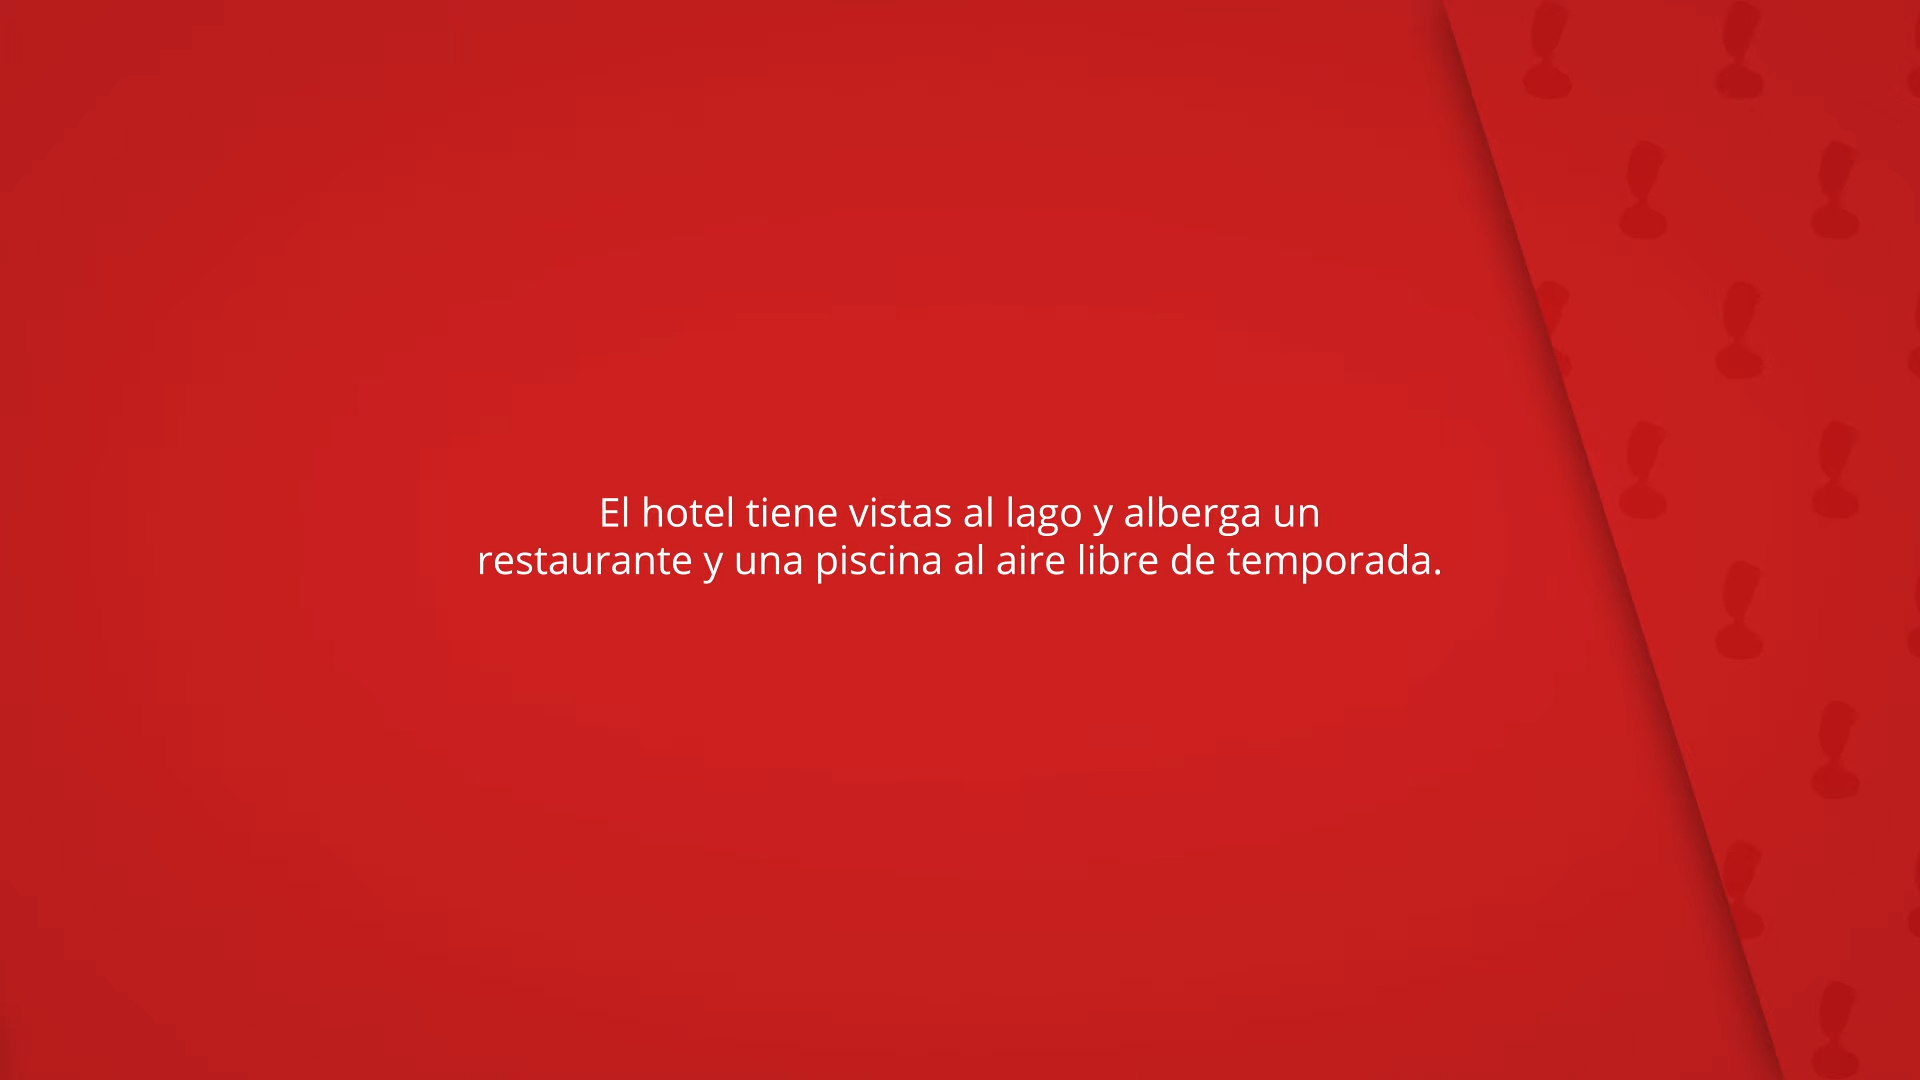 El hotel tiene vistas al lago y alberga un
restaurante y una piscina al aire libre de temporada.